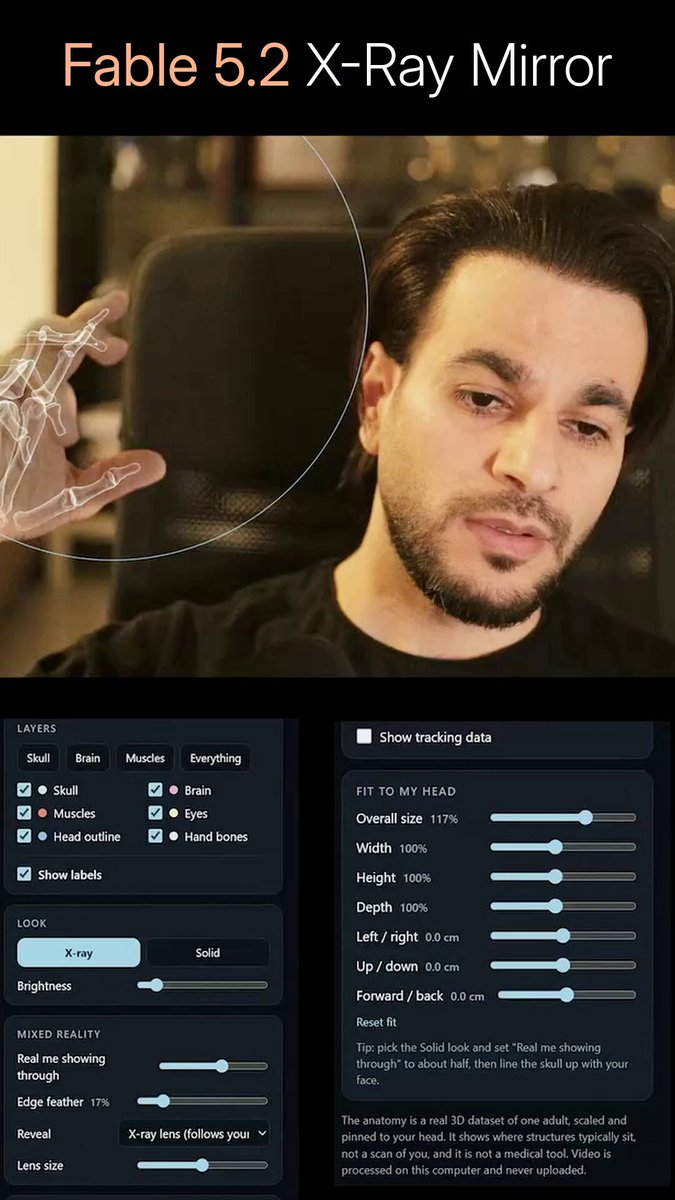 Fable 5.2 X-Ray Mirror
LAYERS
Skull
Brain
Muscles
Everything
Skull
Brain
Muscles
Eyes
Head outline
Hand bones
Show labels
LOOK
X-ray
Solid
Brightness
MIXED REALITY
Real me showing
through
Edge feather 17%
Reveal
X-ray lens (follows your
Lens size
Show tracking data
FIT TO MY HEAD
Overall size 117%
Width 100%
Height 100%
Depth 100%
Left / right 0.0 cm
Up / down 0.0 cm
Forward / back 0.0 cm
Reset fit
Tip: pick the Solid look and set "Real me showing
through" to about half, then line the skull up with your
face.
The anatomy is a real 3D dataset of one adult, scaled and
pinned to your head. It shows where structures typically sit,
not a scan of you, and it is not a medical tool. Video is
processed on this computer and never uploaded.